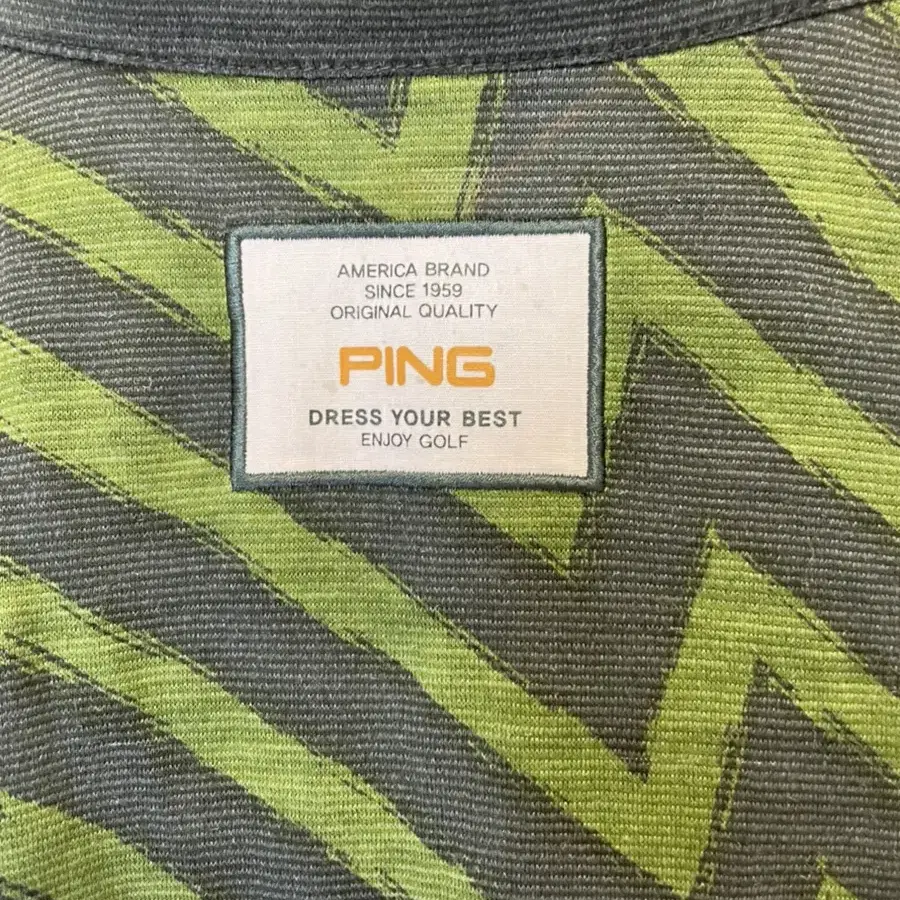 AMERICA BRAND
SINCE 1959
ORIGINAL QUALITY
PING
DRESS YOUR BEST
ENJOY GOLF